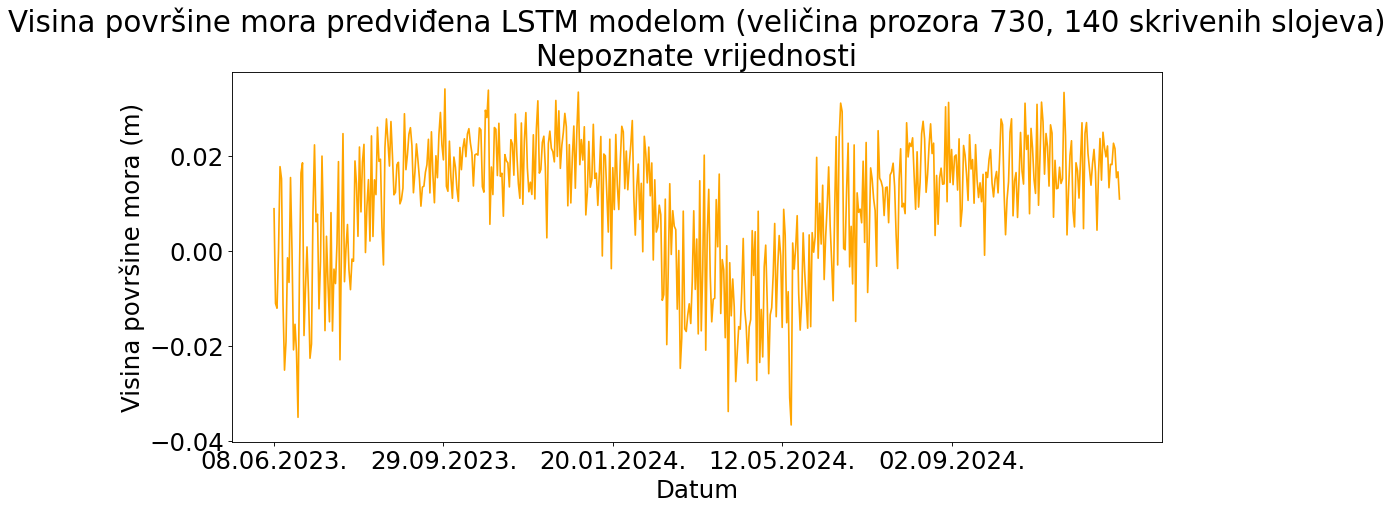 Visina površine mora predviđena LSTM modelom (veličina prozora 730, 140 skrivenih slojeva)
Nepoznate vrijednosti
Visina površine mora (m)
0.02
0.00
−0.02
−0.04
08.06.2023. 29.09.2023. 20.01.2024. 12.05.2024. 02.09.2024.
Datum